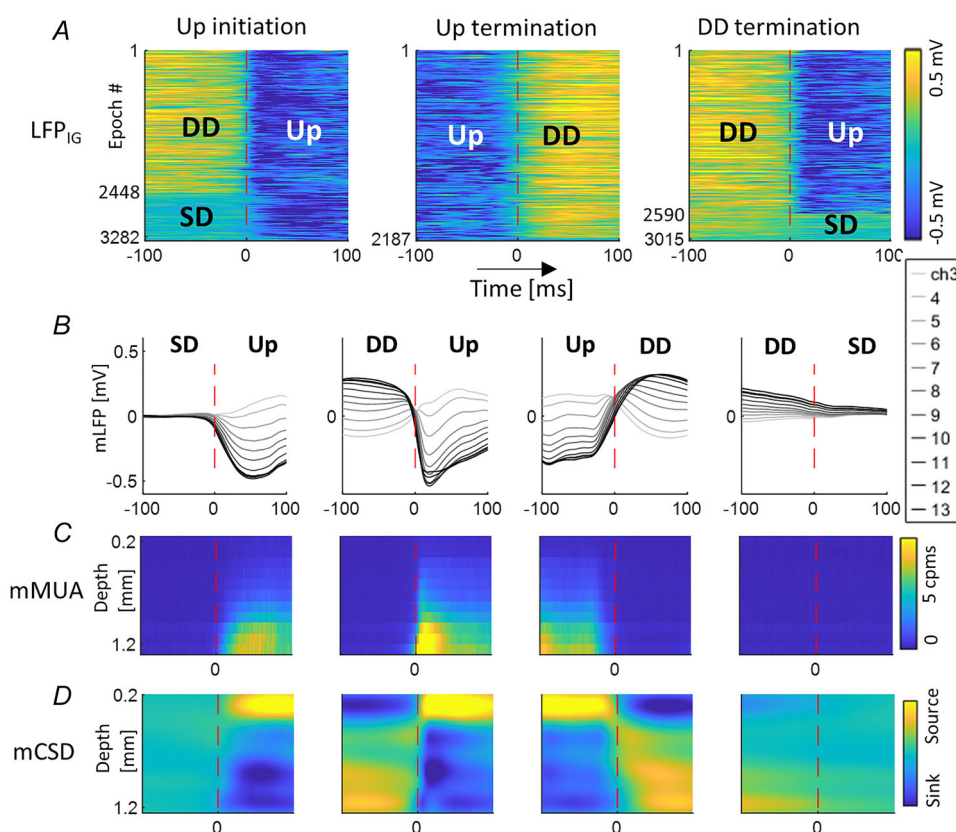 A
Up initiation
Up termination
DD termination
LFP_IG
Epoch #
1
2448
3282
DD
Up
SD
-100
0
100
1
2187
Up
DD
-100
0
100
1
2590
3015
DD
Up
SD
-100
0
100
0.5 mV
-0.5 mV
Time [ms]
B
SD
Up
DD
Up
Up
DD
DD
SD
mLFP [mV]
0.5
0
-0.5
0
0
0
-100
0
100
-100
0
100
-100
0
100
-100
0
100
ch3
4
5
6
7
8
9
10
11
12
13
C
mMUA
Depth
[mm]
0.2
1.2
0
0
0
0
5 cpms
0
D
mCSD
Depth
[mm]
0.2
1.2
0
0
0
0
Source
Sink